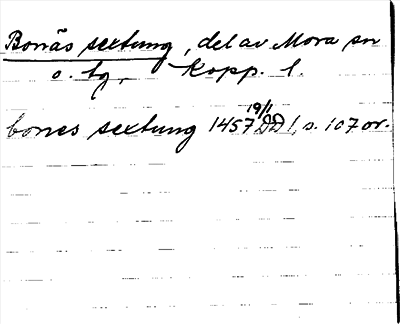 Bonäs sextung, del av Mora sn
o. tg, Kopp. l.
bones sextung 1457 19/1 DD 1, s. 107 or.